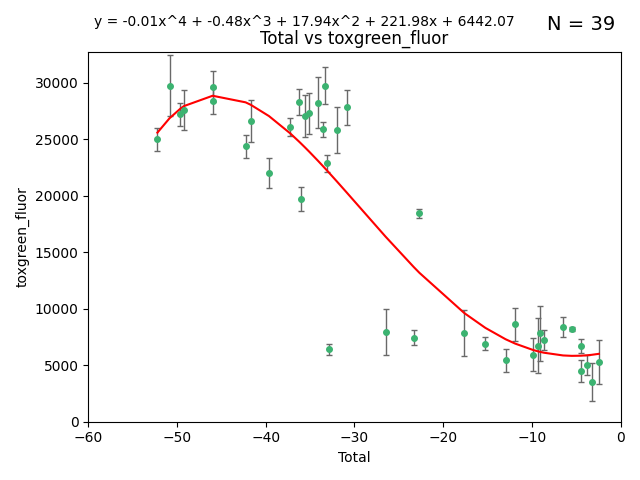 y = -0.01x^4 + -0.48x^3 + 17.94x^2 + 221.98x + 6442.07
N = 39
Total vs toxgreen_fluor
toxgreen_fluor
30000
25000
20000
15000
10000
5000
0
−60
−50
−40
−30
−20
−10
0
Total